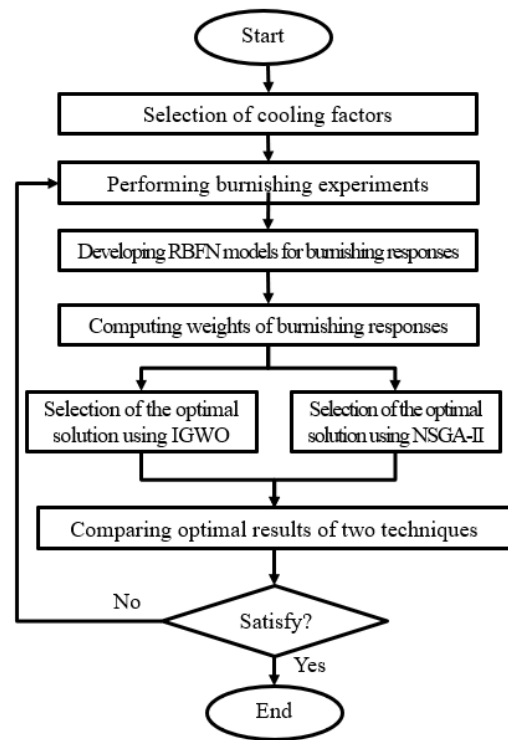 Start
Selection of cooling factors
Performing burnishing experiments
Developing RBFN models for burnishing responses
Computing weights of burnishing responses
Selection of the optimal
solution using IGWO
Selection of the optimal
solution using NSGA-II
Comparing optimal results of two techniques
No
Satisfy?
Yes
End